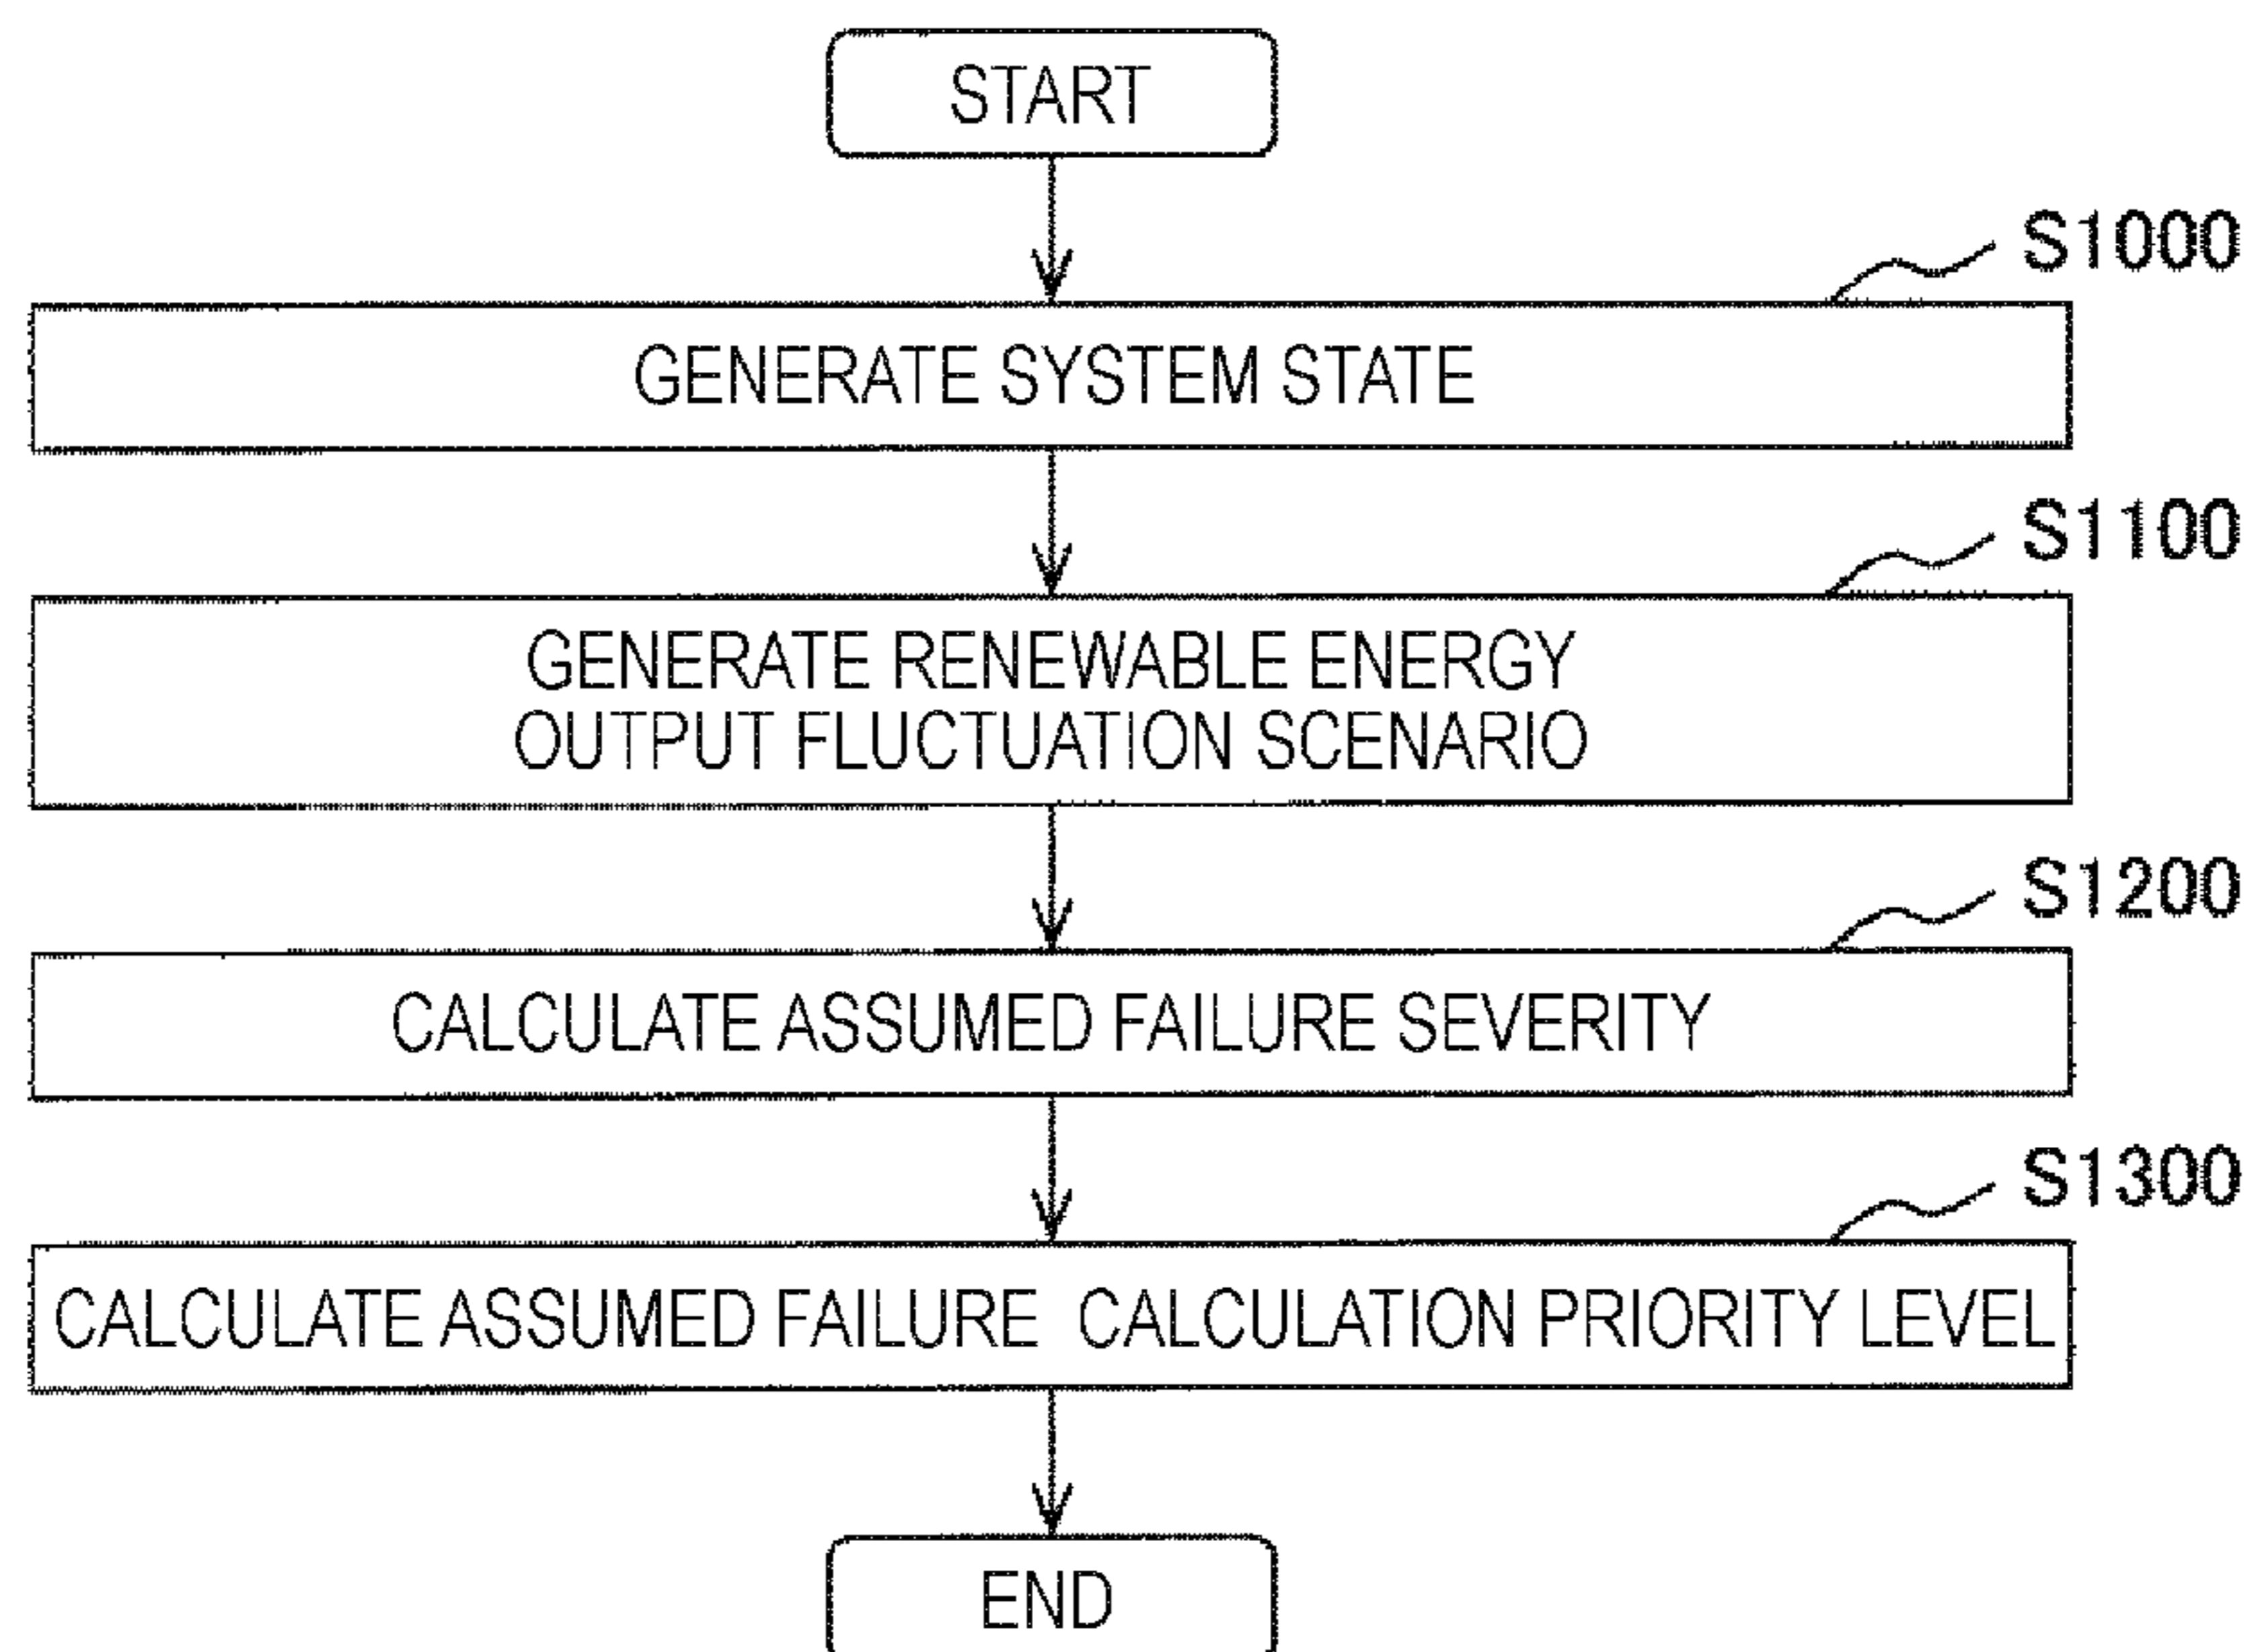 START
S1000
GENERATE SYSTEM STATE
S1100
GENERATE RENEWABLE ENERGY
OUTPUT FLUCTUATION SCENARIO
S1200
CALCULATE ASSUMED FAILURE SEVERITY
S1300
CALCULATE ASSUMED FAILURE CALCULATION PRIORITY LEVEL
END